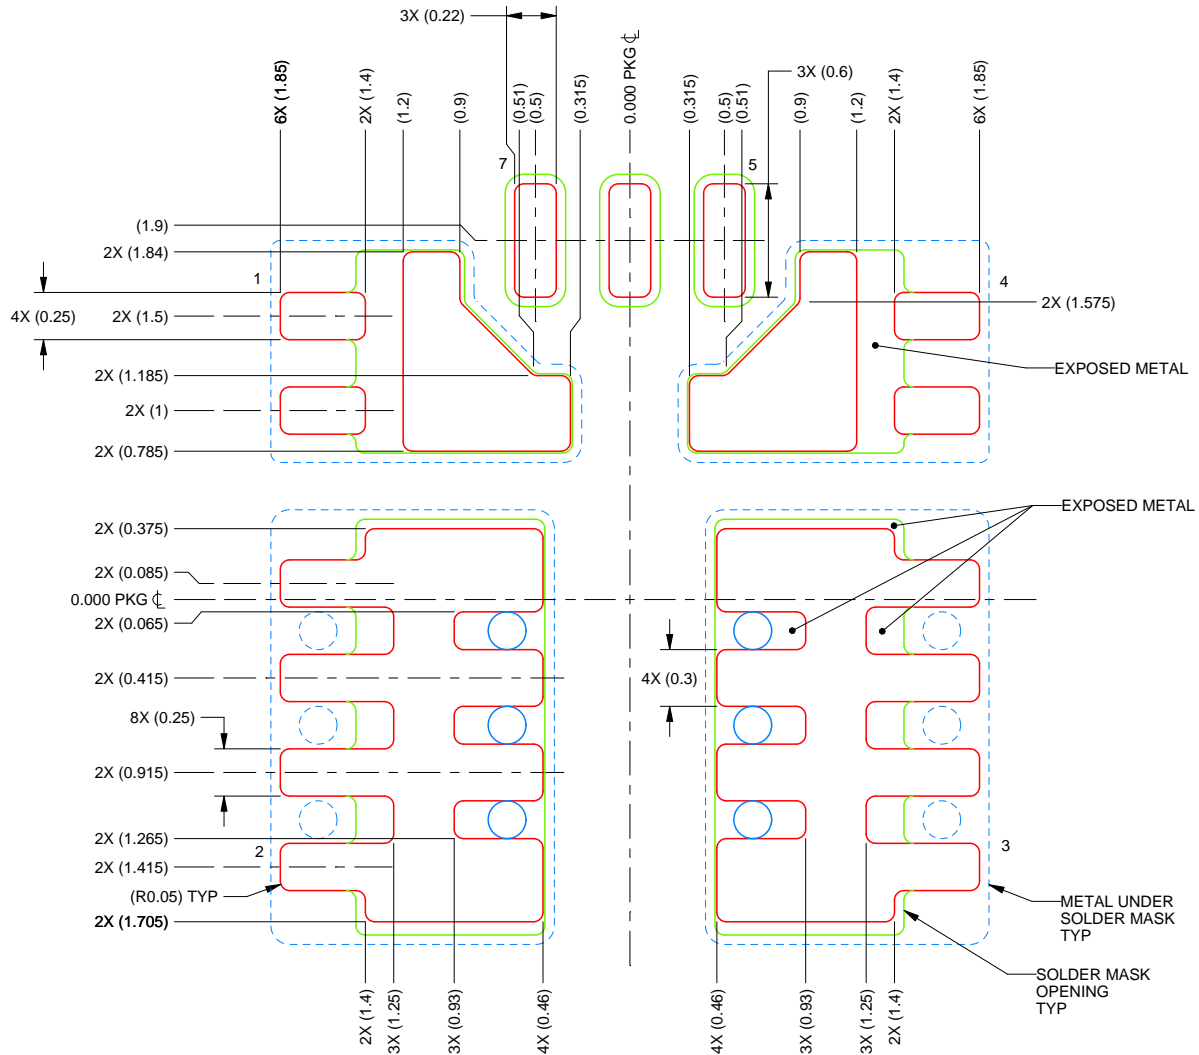 3X (0.22)
6X (1.85)
2X (1.4)
(1.2)
(0.9)
(0.51)
(0.5)
(0.315)
0.000 PKG ℄
(0.315)
(0.5)
(0.51)
3X (0.6)
(0.9)
(1.2)
2X (1.4)
6X (1.85)
7
5
(1.9)
2X (1.84)
1
4
4X (0.25)
2X (1.5)
2X (1.575)
2X (1.185)
EXPOSED METAL
2X (1)
2X (0.785)
2X (0.375)
EXPOSED METAL
2X (0.085)
0.000 PKG ℄
2X (0.065)
2X (0.415)
4X (0.3)
8X (0.25)
2X (0.915)
2X (1.265)
2
3
2X (1.415)
(R0.05) TYP
2X (1.705)
METAL UNDER
SOLDER MASK
TYP
SOLDER MASK
OPENING
TYP
2X (1.4)
3X (1.25)
3X (0.93)
4X (0.46)
4X (0.46)
3X (0.93)
3X (1.25)
2X (1.4)